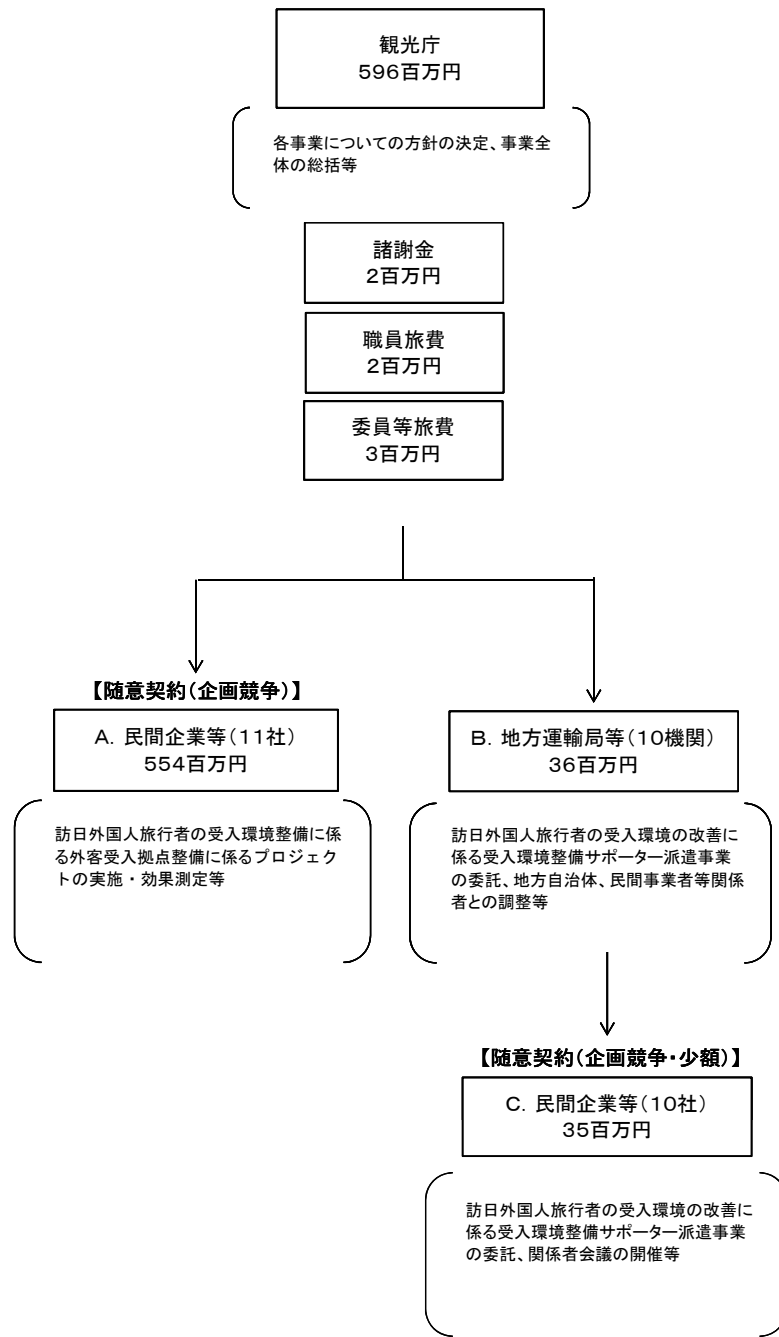 観光庁
596百万円
各事業についての方針の決定、事業全
体の総括等
諸謝金
2百万円
職員旅費
2百万円
委員等旅費
3百万円
【随意契約(企画競争)】
A. 民間企業等(11社)
554百万円
訪日外国人旅行者の受入環境整備に係
る外客受入拠点整備に係るプロジェク
トの実施・効果測定等
B. 地方運輸局等(10機関)
36百万円
訪日外国人旅行者の受入環境の改善に
係る受入環境整備サポーター派遣事業
の委託、地方自治体、民間事業者等関係
者との調整等
【随意契約(企画競争・少額)】
C. 民間企業等(10社)
35百万円
訪日外国人旅行者の受入環境の改善に
係る受入環境整備サポーター派遣事業
の委託、関係者会議の開催等